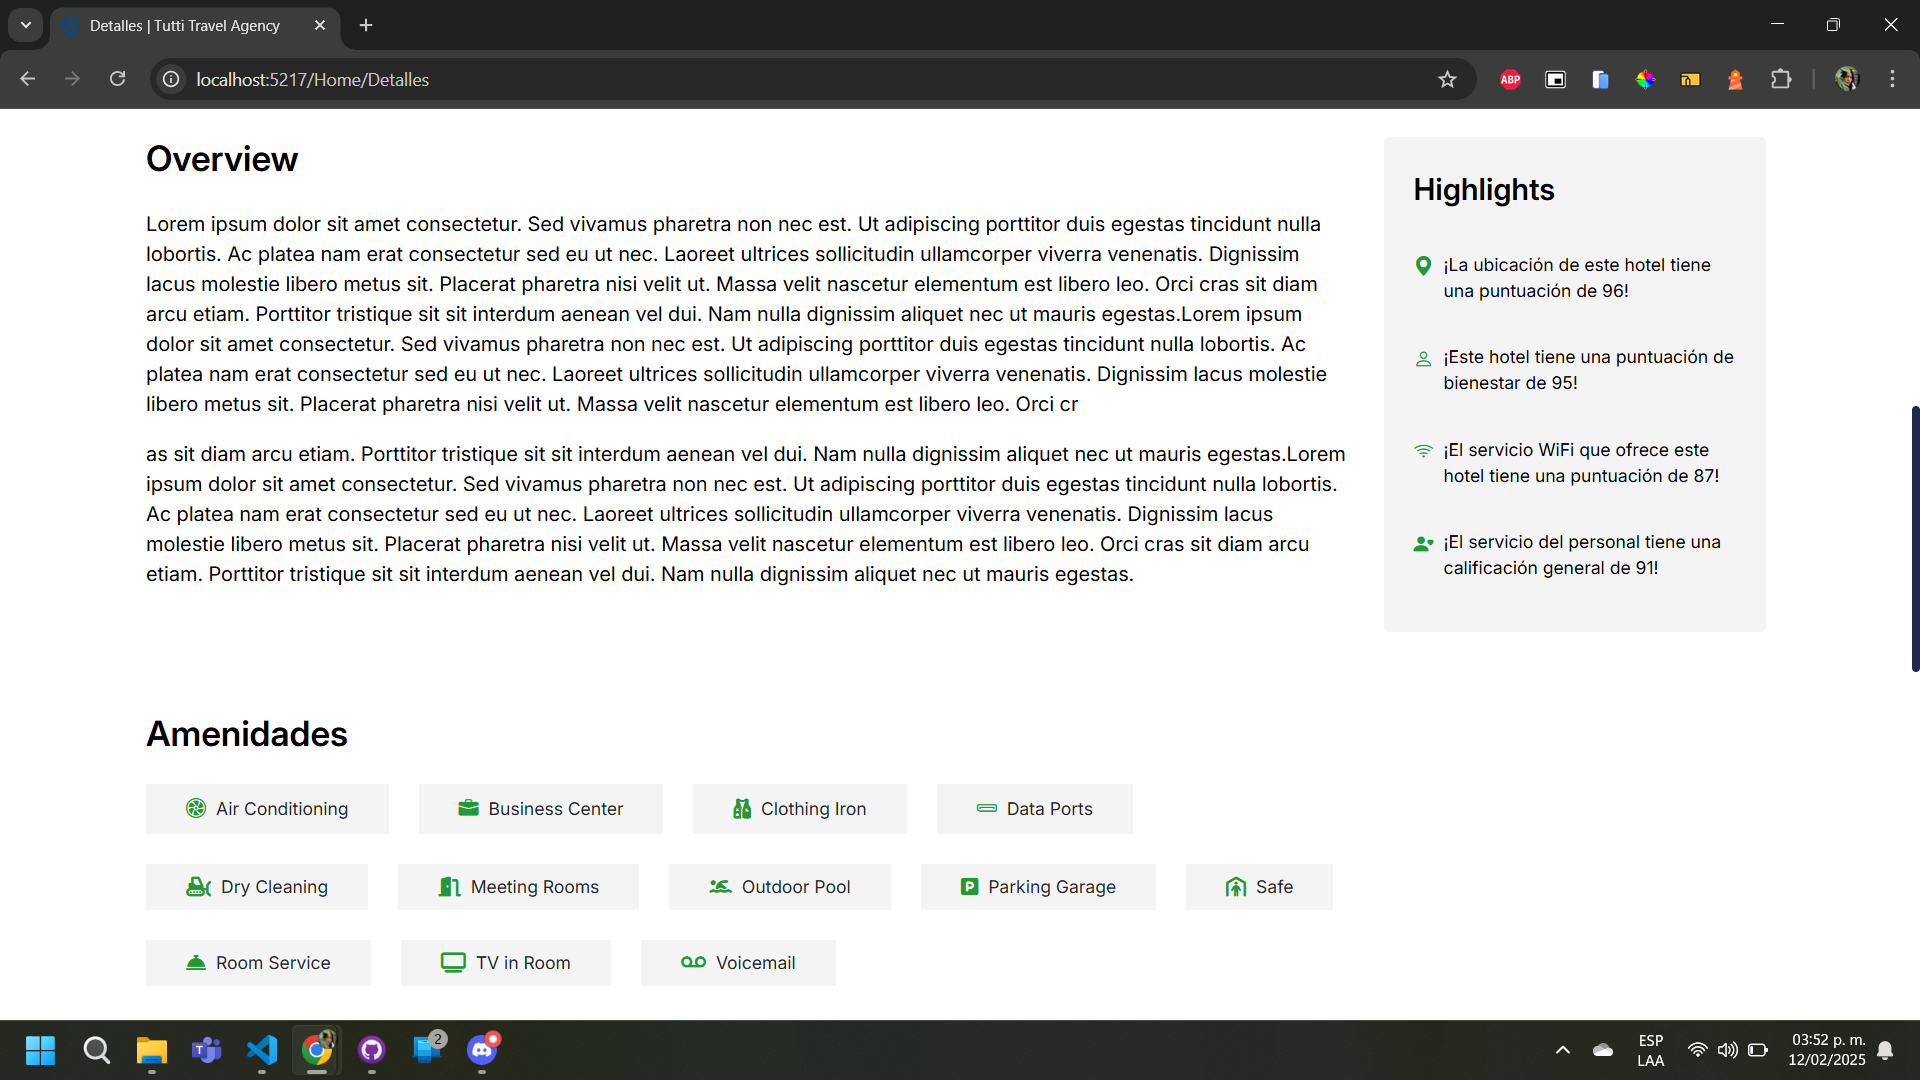 Detalles | Tutti Travel Agency
localhost:5217/Home/Detalles
ABP
Overview
Lorem ipsum dolor sit amet consectetur. Sed vivamus pharetra non nec est. Ut adipiscing porttitor duis egestas tincidunt nulla
lobortis. Ac platea nam erat consectetur sed eu ut nec. Laoreet ultrices sollicitudin ullamcorper viverra venenatis. Dignissim
lacus molestie libero metus sit. Placerat pharetra nisi velit ut. Massa velit nascetur elementum est libero leo. Orci cras sit diam
arcu etiam. Porttitor tristique sit sit interdum aenean vel dui. Nam nulla dignissim aliquet nec ut mauris egestas.Lorem ipsum
dolor sit amet consectetur. Sed vivamus pharetra non nec est. Ut adipiscing porttitor duis egestas tincidunt nulla lobortis. Ac
platea nam erat consectetur sed eu ut nec. Laoreet ultrices sollicitudin ullamcorper viverra venenatis. Dignissim lacus molestie
libero metus sit. Placerat pharetra nisi velit ut. Massa velit nascetur elementum est libero leo. Orci cr
as sit diam arcu etiam. Porttitor tristique sit sit interdum aenean vel dui. Nam nulla dignissim aliquet nec ut mauris egestas.Lorem
ipsum dolor sit amet consectetur. Sed vivamus pharetra non nec est. Ut adipiscing porttitor duis egestas tincidunt nulla lobortis.
Ac platea nam erat consectetur sed eu ut nec. Laoreet ultrices sollicitudin ullamcorper viverra venenatis. Dignissim lacus
molestie libero metus sit. Placerat pharetra nisi velit ut. Massa velit nascetur elementum est libero leo. Orci cras sit diam arcu
etiam. Porttitor tristique sit sit interdum aenean vel dui. Nam nulla dignissim aliquet nec ut mauris egestas.
Highlights
¡La ubicación de este hotel tiene
una puntuación de 96!
¡Este hotel tiene una puntuación de
bienestar de 95!
¡El servicio WiFi que ofrece este
hotel tiene una puntuación de 87!
¡El servicio del personal tiene una
calificación general de 91!
Amenidades
Air Conditioning
Business Center
Clothing Iron
Data Ports
Dry Cleaning
Meeting Rooms
Outdoor Pool
P Parking Garage
Safe
Room Service
TV in Room
Voicemail
T
2
ESP
LAA
03:52 p. m.
12/02/2025